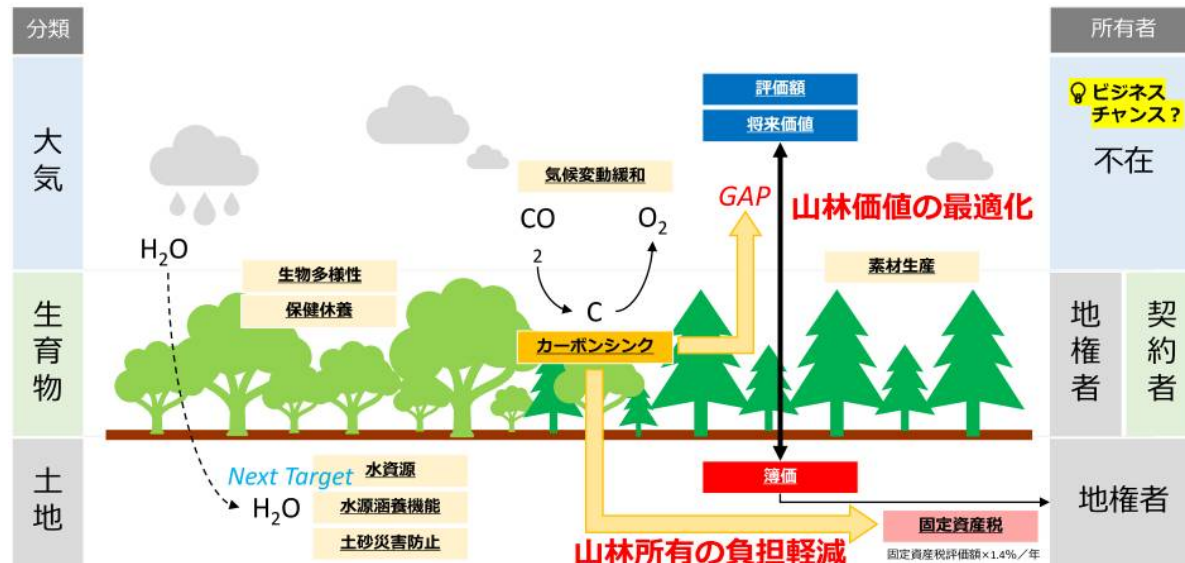 分類
所有者
大気
ビジネス
チャンス？
不在
評価額
将来価値
気候変動緩和
GAP
山林価値の最適化
CO
2
O₂
H₂O
生物多様性
保健休養
素材生産
生育物
C
カーボンシンク
地権者
契約者
土地
Next Target
水資源
H₂O
水源涵養機能
土砂災害防止
簿価
地権者
固定資産税
山林所有の負担軽減
固定資産税評価額×1.4%／年